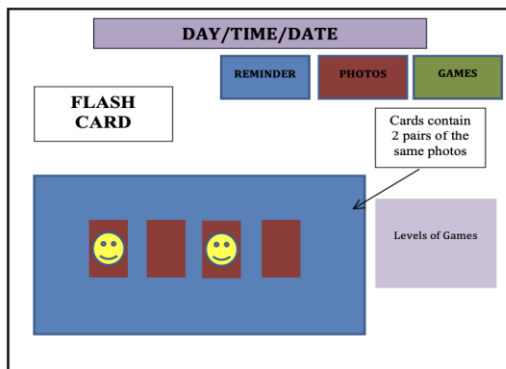 DAY/TIME/DATE
REMINDER
PHOTOS
GAMES
FLASH
CARD
Cards contain
2 pairs of the
same photos
Levels of Games